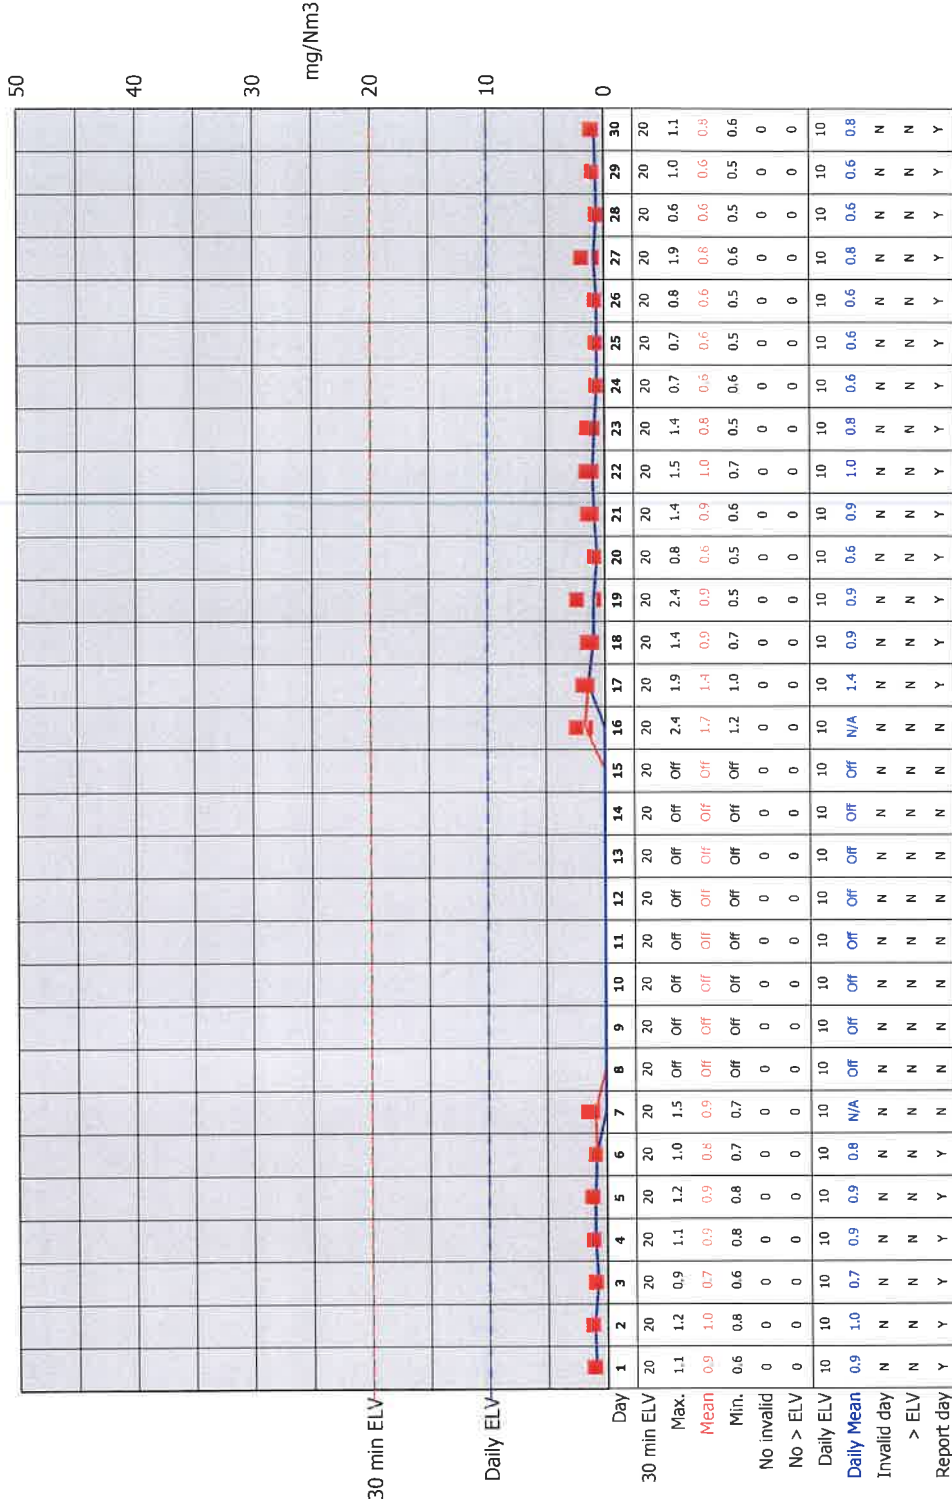 50
40
30
mg/Nm3
20
10
0
30 min ELV
Daily ELV
Day 1 2 3 4 5 6 7 8 9 10 11 12 13 14 15 16 17 18 19 20 21 22 23 24 25 26 27 28 29 30
30 min ELV 20 20 20 20 20 20 20 20 20 20 20 20 20 20 20 20 20 20 20 20 20 20 20 20 20 20 20 20 20 20
Max. 1.1 1.2 0.9 1.1 1.2 1.0 1.5 Off Off Off Off Off Off Off Off 2.4 1.9 1.4 2.4 0.8 1.4 1.5 1.4 0.7 0.7 0.8 1.9 0.6 1.0 1.1
Mean 0.9 1.0 0.7 0.9 0.9 0.8 0.9 Off Off Off Off Off Off Off Off 1.7 1.4 0.9 0.9 0.6 0.9 1.0 0.8 0.6 0.6 0.6 0.8 0.6 0.6 0.8
Min. 0.6 0.8 0.6 0.8 0.8 0.7 0.7 Off Off Off Off Off Off Off Off 1.2 1.0 0.7 0.5 0.5 0.6 0.7 0.5 0.6 0.5 0.5 0.6 0.5 0.5 0.6
No invalid 0 0 0 0 0 0 0 0 0 0 0 0 0 0 0 0 0 0 0 0 0 0 0 0 0 0 0 0 0 0
No > ELV 0 0 0 0 0 0 0 0 0 0 0 0 0 0 0 0 0 0 0 0 0 0 0 0 0 0 0 0 0 0
Daily ELV 10 10 10 10 10 10 10 10 10 10 10 10 10 10 10 10 10 10 10 10 10 10 10 10 10 10 10 10 10 10
Daily Mean 0.9 1.0 0.7 0.9 0.9 0.8 N/A Off Off Off Off Off Off Off Off N/A 1.4 0.9 0.9 0.6 0.9 1.0 0.8 0.6 0.6 0.6 0.8 0.6 0.6 0.8
Invalid day N N N N N N N N N N N N N N N N N N N N N N N N N N N N N N
> ELV N N N N N N N N N N N N N N N N N N N N N N N N N N N N N N
Report day Y Y Y Y Y Y N N N N N N N N N N Y Y Y Y Y Y Y Y Y Y Y Y Y Y